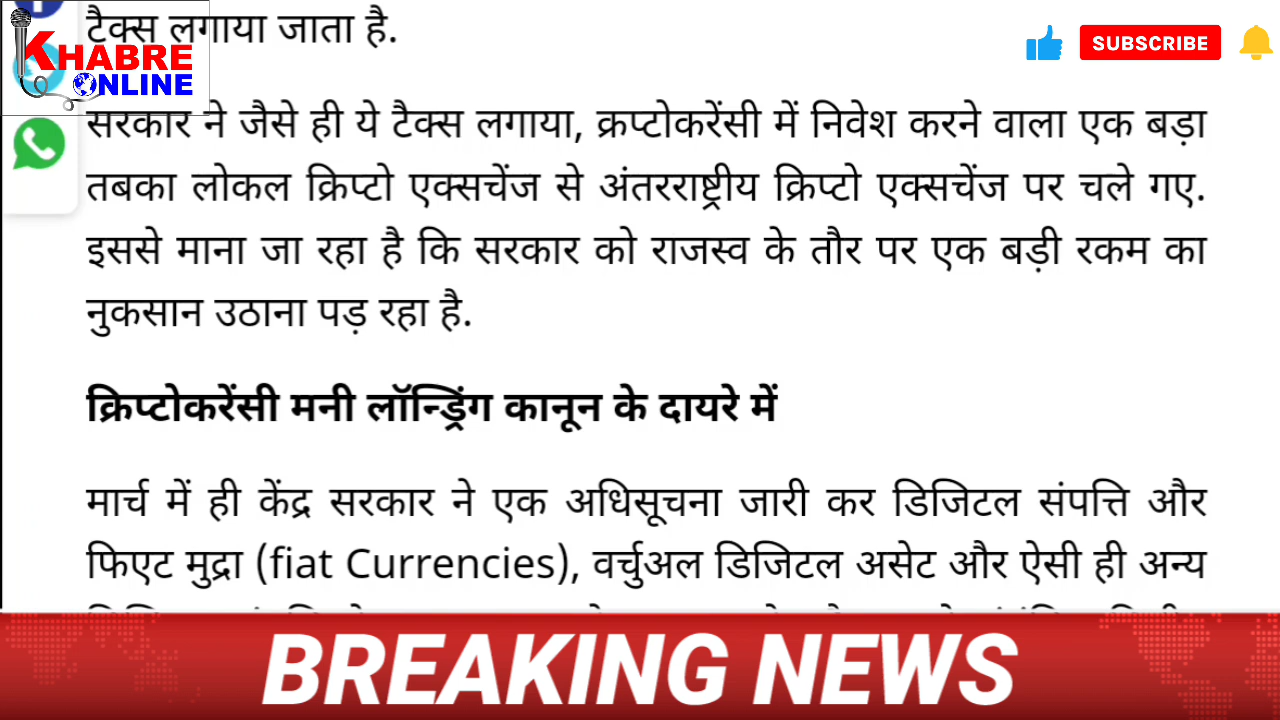 टैक्स लगाया जाता है.
KHABRE
ONLINE
SUBSCRIBE
सरकार ने जैसे ही ये टैक्स लगाया, क्रप्टोकरेंसी में निवेश करने वाला एक बड़ा
तबका लोकल क्रिप्टो एक्सचेंज से अंतरराष्ट्रीय क्रिप्टो एक्सचेंज पर चले गए.
इससे माना जा रहा है कि सरकार को राजस्व के तौर पर एक बड़ी रकम का
नुकसान उठाना पड़ रहा है.
क्रिप्टोकरेंसी मनी लॉन्ड्रिंग कानून के दायरे में
मार्च में ही केंद्र सरकार ने एक अधिसूचना जारी कर डिजिटल संपत्ति और
फिएट मुद्रा (fiat Currencies), वर्चुअल डिजिटल असेट और ऐसी ही अन्य
BREAKING NEWS